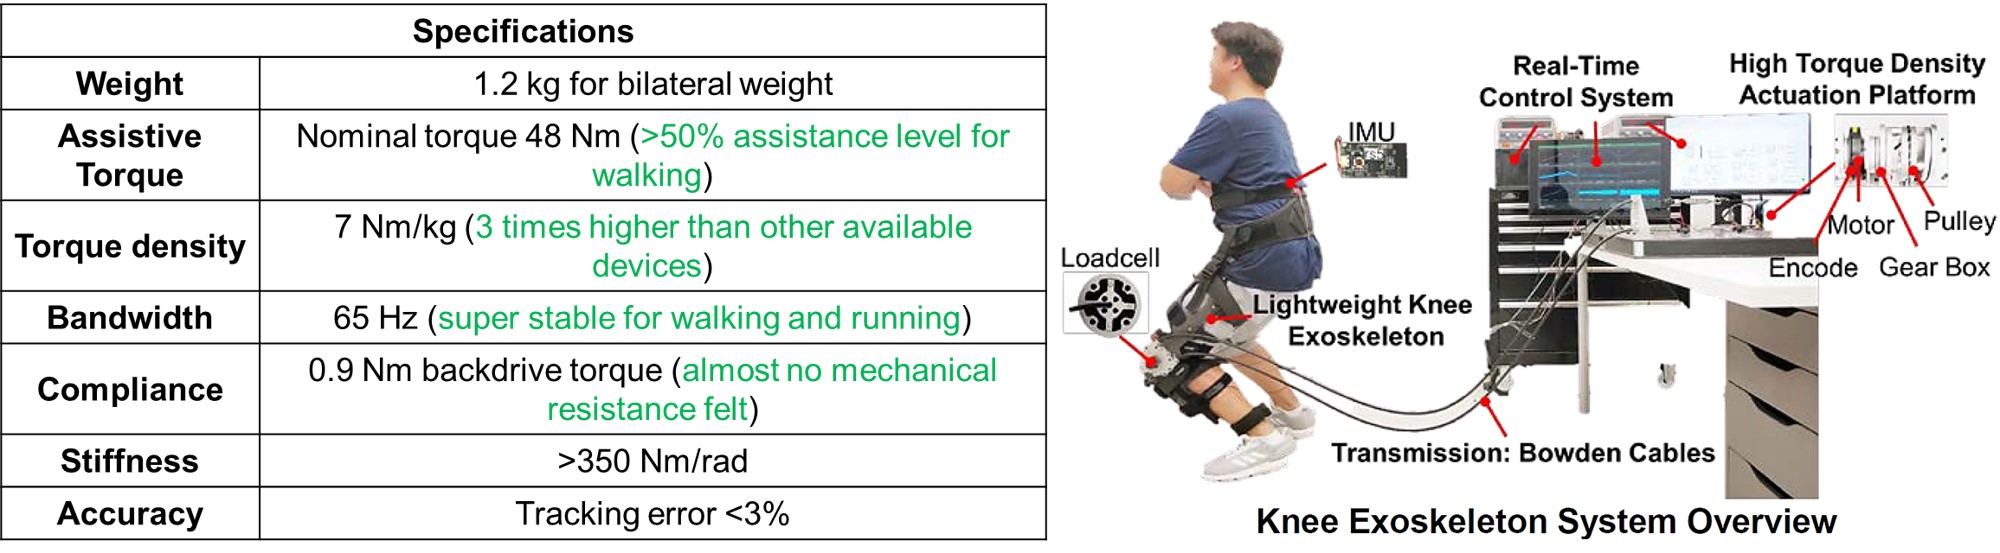 Specifications
Weight
1.2 kg for bilateral weight
Assistive
Torque
Nominal torque 48 Nm (>50% assistance level for
walking)
Torque density
7 Nm/kg (3 times higher than other available
devices)
Bandwidth
65 Hz (super stable for walking and running)
Compliance
0.9 Nm backdrive torque (almost no mechanical
resistance felt)
Stiffness
>350 Nm/rad
Accuracy
Tracking error <3%
Real-Time
Control System
High Torque Density
Actuation Platform
IMU
Motor
Pulley
Encode
Gear Box
Loadcell
Lightweight Knee
Exoskeleton
Transmission: Bowden Cables
Knee Exoskeleton System Overview